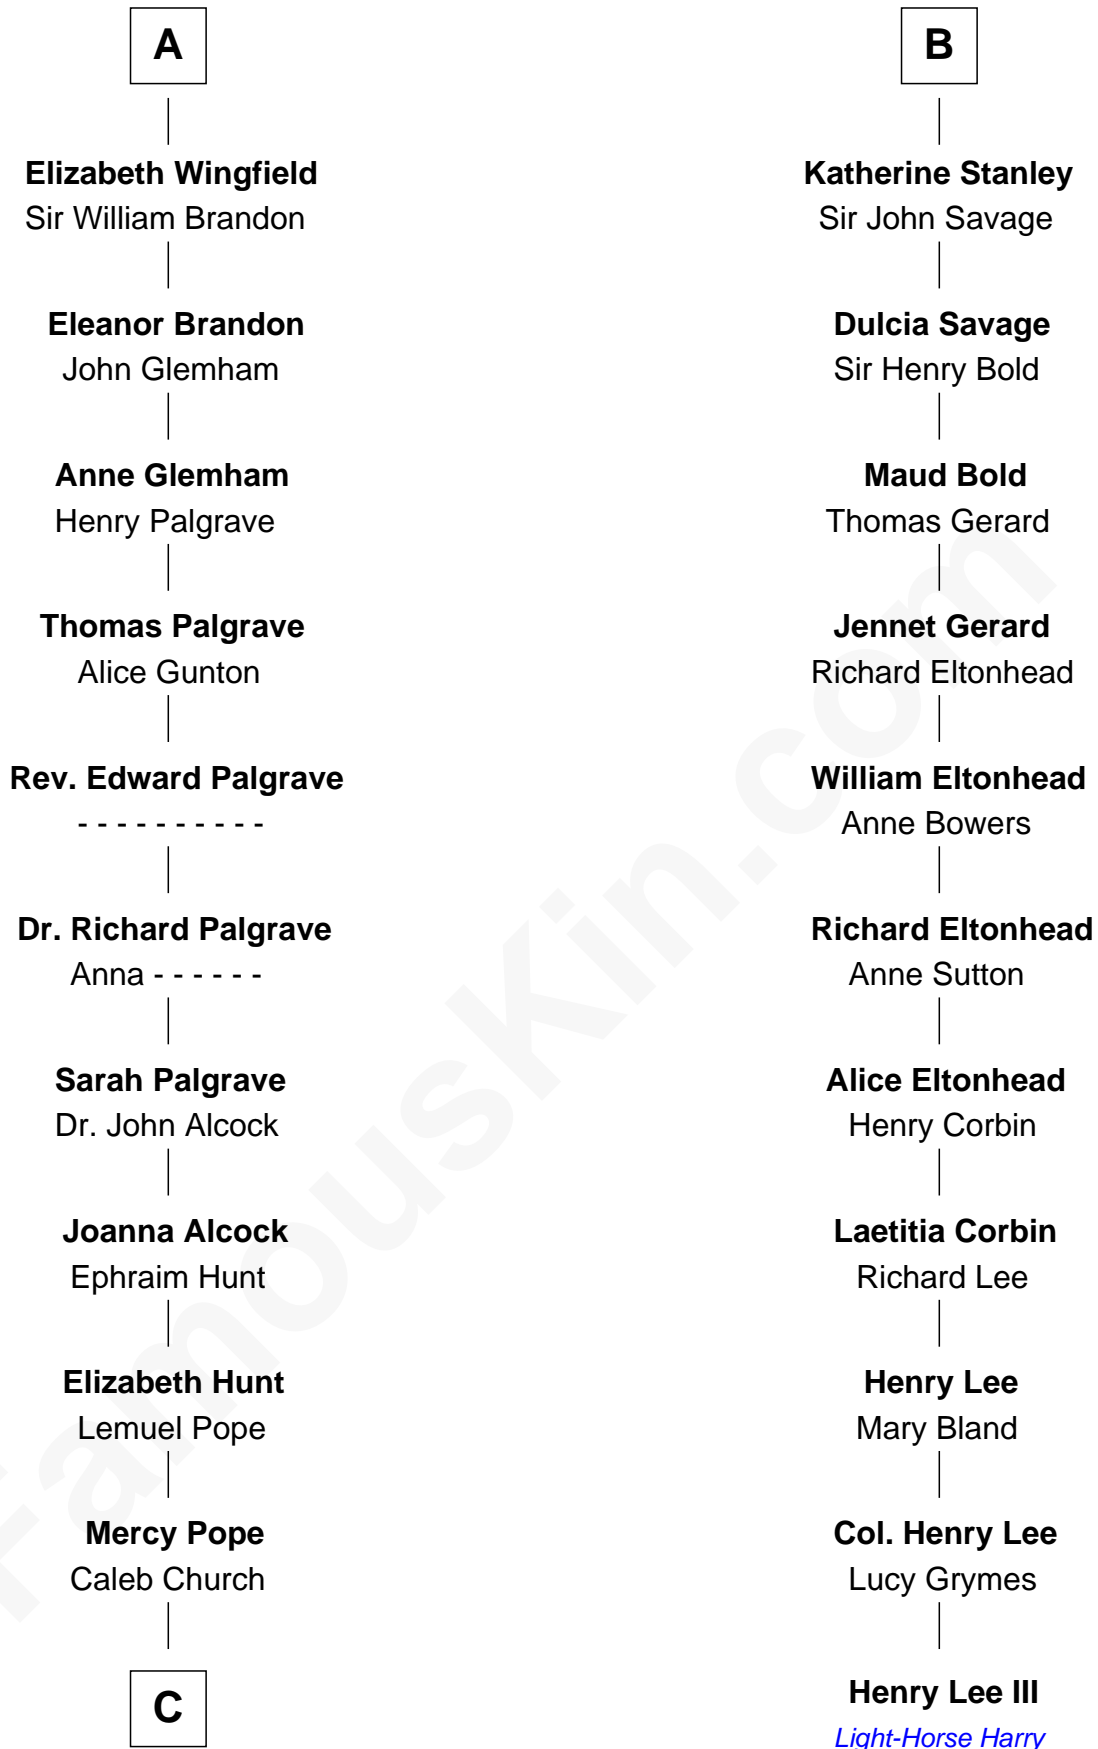 A
Elizabeth Wingfield
Sir William Brandon
Eleanor Brandon
John Glemham
Anne Glemham
Henry Palgrave
Thomas Palgrave
Alice Gunton
Rev. Edward Palgrave
- - - - - - - - - -
Dr. Richard Palgrave
Anna - - - - - -
Sarah Palgrave
Dr. John Alcock
Joanna Alcock
Ephraim Hunt
Elizabeth Hunt
Lemuel Pope
Mercy Pope
Caleb Church
C
B
Katherine Stanley
Sir John Savage
Dulcia Savage
Sir Henry Bold
Maud Bold
Thomas Gerard
Jennet Gerard
Richard Eltonhead
William Eltonhead
Anne Bowers
Richard Eltonhead
Anne Sutton
Alice Eltonhead
Henry Corbin
Laetitia Corbin
Richard Lee
Henry Lee
Mary Bland
Col. Henry Lee
Lucy Grymes
Henry Lee III
Light-Horse Harry
FamousKin.com